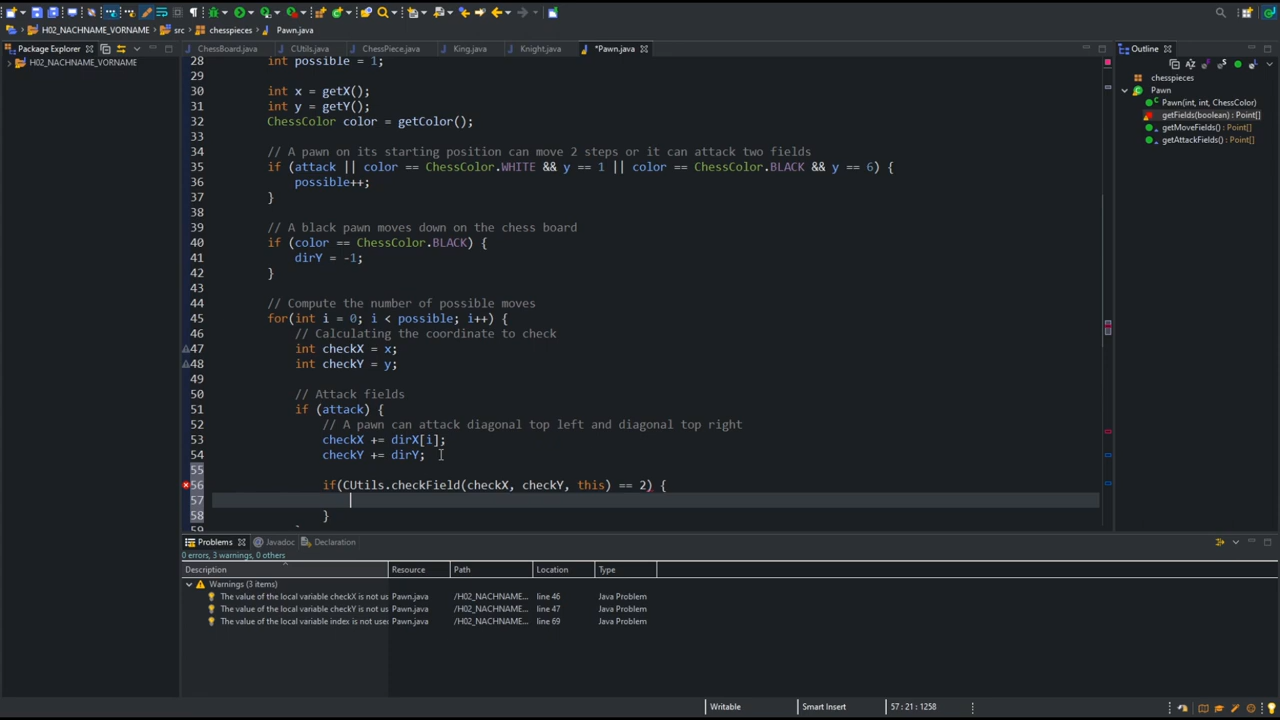 H02_NACHNAME_VORNAME
src
chesspieces
Pawn.java
Package Explorer
ChessBoard.java
CUtils.java
ChessPiece.java
King.java
Knight.java
*Pawn.java
Outline
H02_NACHNAME_VORNAME
chesspieces
Pawn
Pawn(int, int, ChessColor)
getFields(boolean) : Point[]
getMoveFields() : Point[]
getAttackFields() : Point[]
28 int possible = 1;
29
30 int x = getX();
31 int y = getY();
32 ChessColor color = getColor();
33
34 // A pawn on its starting position can move 2 steps or it can attack two fields
35 if (attack || color == ChessColor.WHITE && y == 1 || color == ChessColor.BLACK && y == 6) {
36 possible++;
37 }
38
39 // A black pawn moves down on the chess board
40 if (color == ChessColor.BLACK) {
41 dirY = -1;
42 }
43
44 // Compute the number of possible moves
45 for(int i = 0; i < possible; i++) {
46 // Calculating the coordinate to check
47 int checkX = x;
48 int checkY = y;
49
50 // Attack fields
51 if (attack) {
52 // A pawn can attack diagonal top left and diagonal top right
53 checkX += dirX[i];
54 checkY += dirY;
55
56 if(CUtils.checkField(checkX, checkY, this) == 2) {
57
58 }
59
Problems
Javadoc
Declaration
0 errors, 3 warnings, 0 others
Description Resource Path Location Type
Warnings (3 items)
The value of the local variable checkX is not us Pawn.java /H02_NACHNAME... line 46 Java Problem
The value of the local variable checkY is not us Pawn.java /H02_NACHNAME... line 47 Java Problem
The value of the local variable index is not used Pawn.java /H02_NACHNAME... line 69 Java Problem
Writable
Smart Insert
57 : 21 : 1258